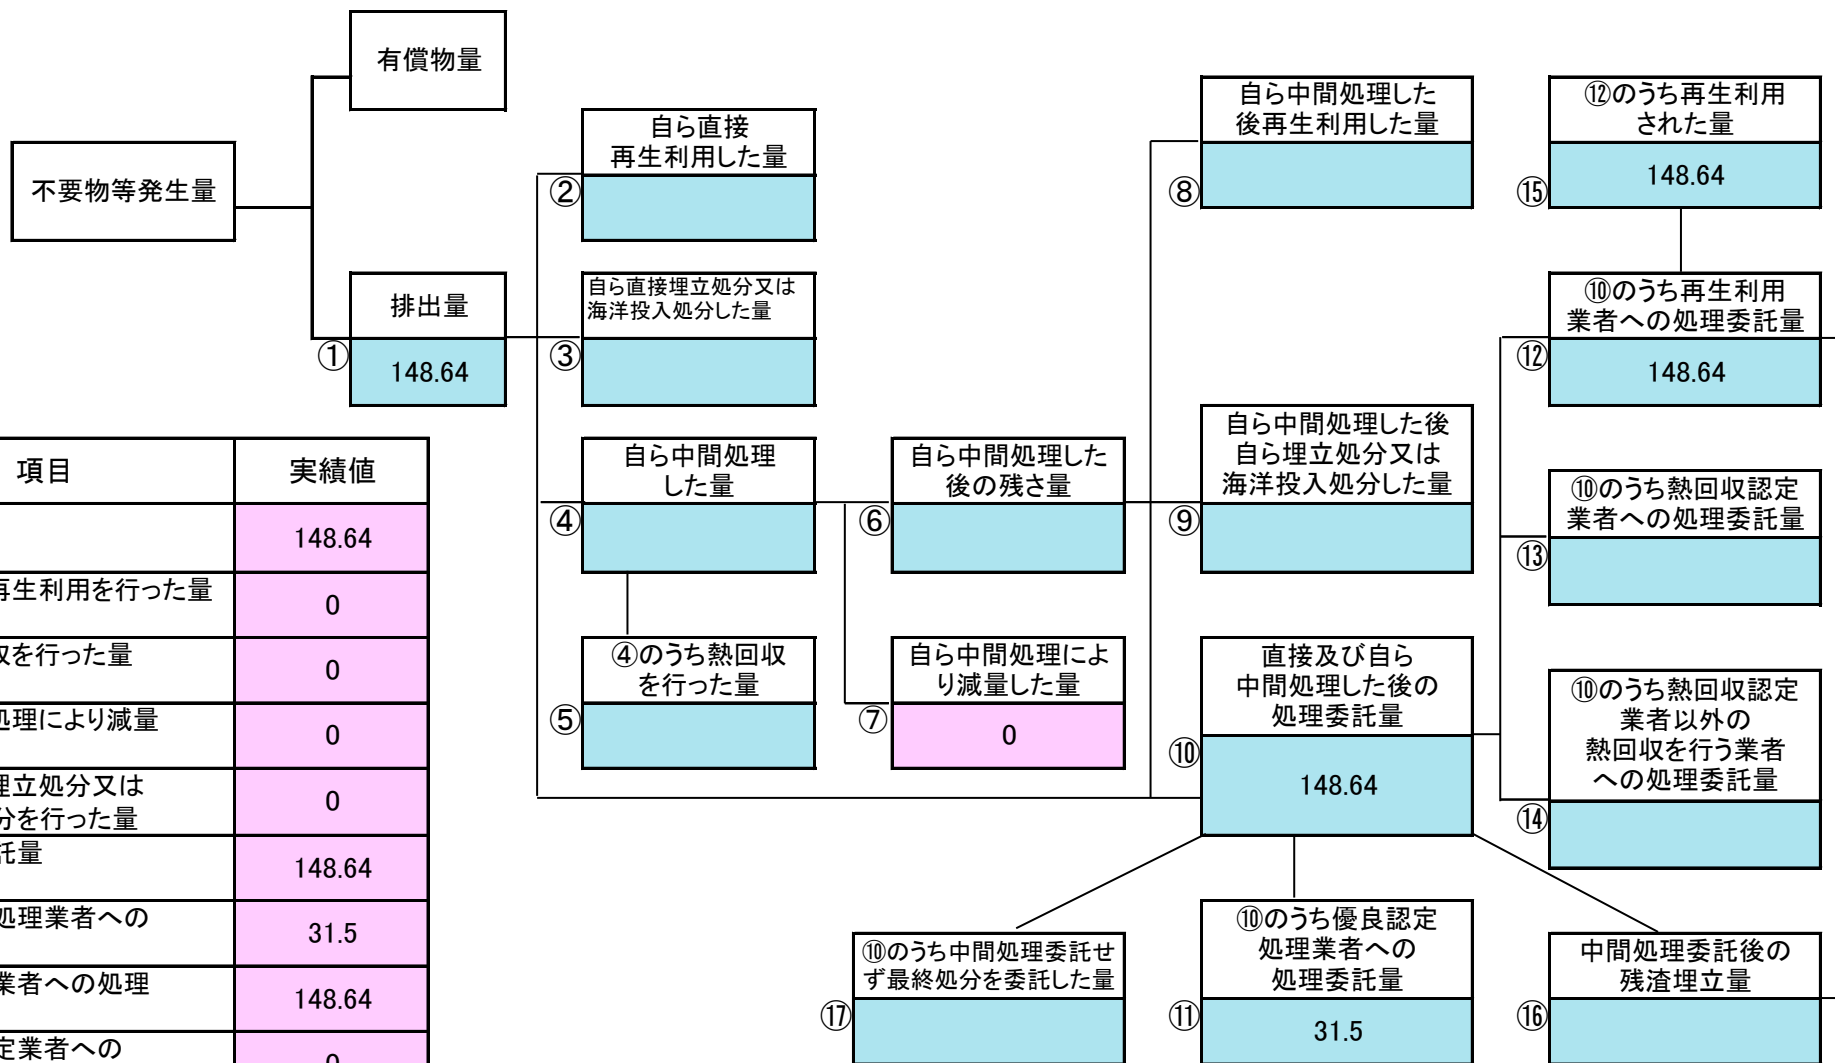 有償物量
不要物等発生量
排出量
①
148.64
自ら直接
再生利用した量
②
自ら直接埋立処分又は
海洋投入処分した量
③
自ら中間処理
した量
④
④のうち熱回収
を行った量
⑤
自ら中間処理した
後の残さ量
⑥
自ら中間処理によ
り減量した量
⑦
0
自ら中間処理した
後再生利用した量
⑧
自ら中間処理した後
自ら埋立処分又は
海洋投入処分した量
⑨
直接及び自ら
中間処理した後の
処理委託量
⑩
148.64
⑫のうち再生利用
された量
⑮
148.64
⑩のうち再生利用
業者への処理委託量
⑫
148.64
⑩のうち熱回収認定
業者への処理委託量
⑬
⑩のうち熱回収認定
業者以外の
熱回収を行う業者
への処理委託量
⑭
⑩のうち中間処理委託せ
ず最終処分を委託した量
⑰
⑩のうち優良認定
処理業者への
処理委託量
⑪
31.5
中間処理委託後の
残渣埋立量
⑯
項目
実績値
148.64
再生利用を行った量
0
を行った量
0
処理により減量
0
埋立処分又は
分を行った量
0
託量
148.64
処理業者への
31.5
業者への処理
148.64
定業者への
0